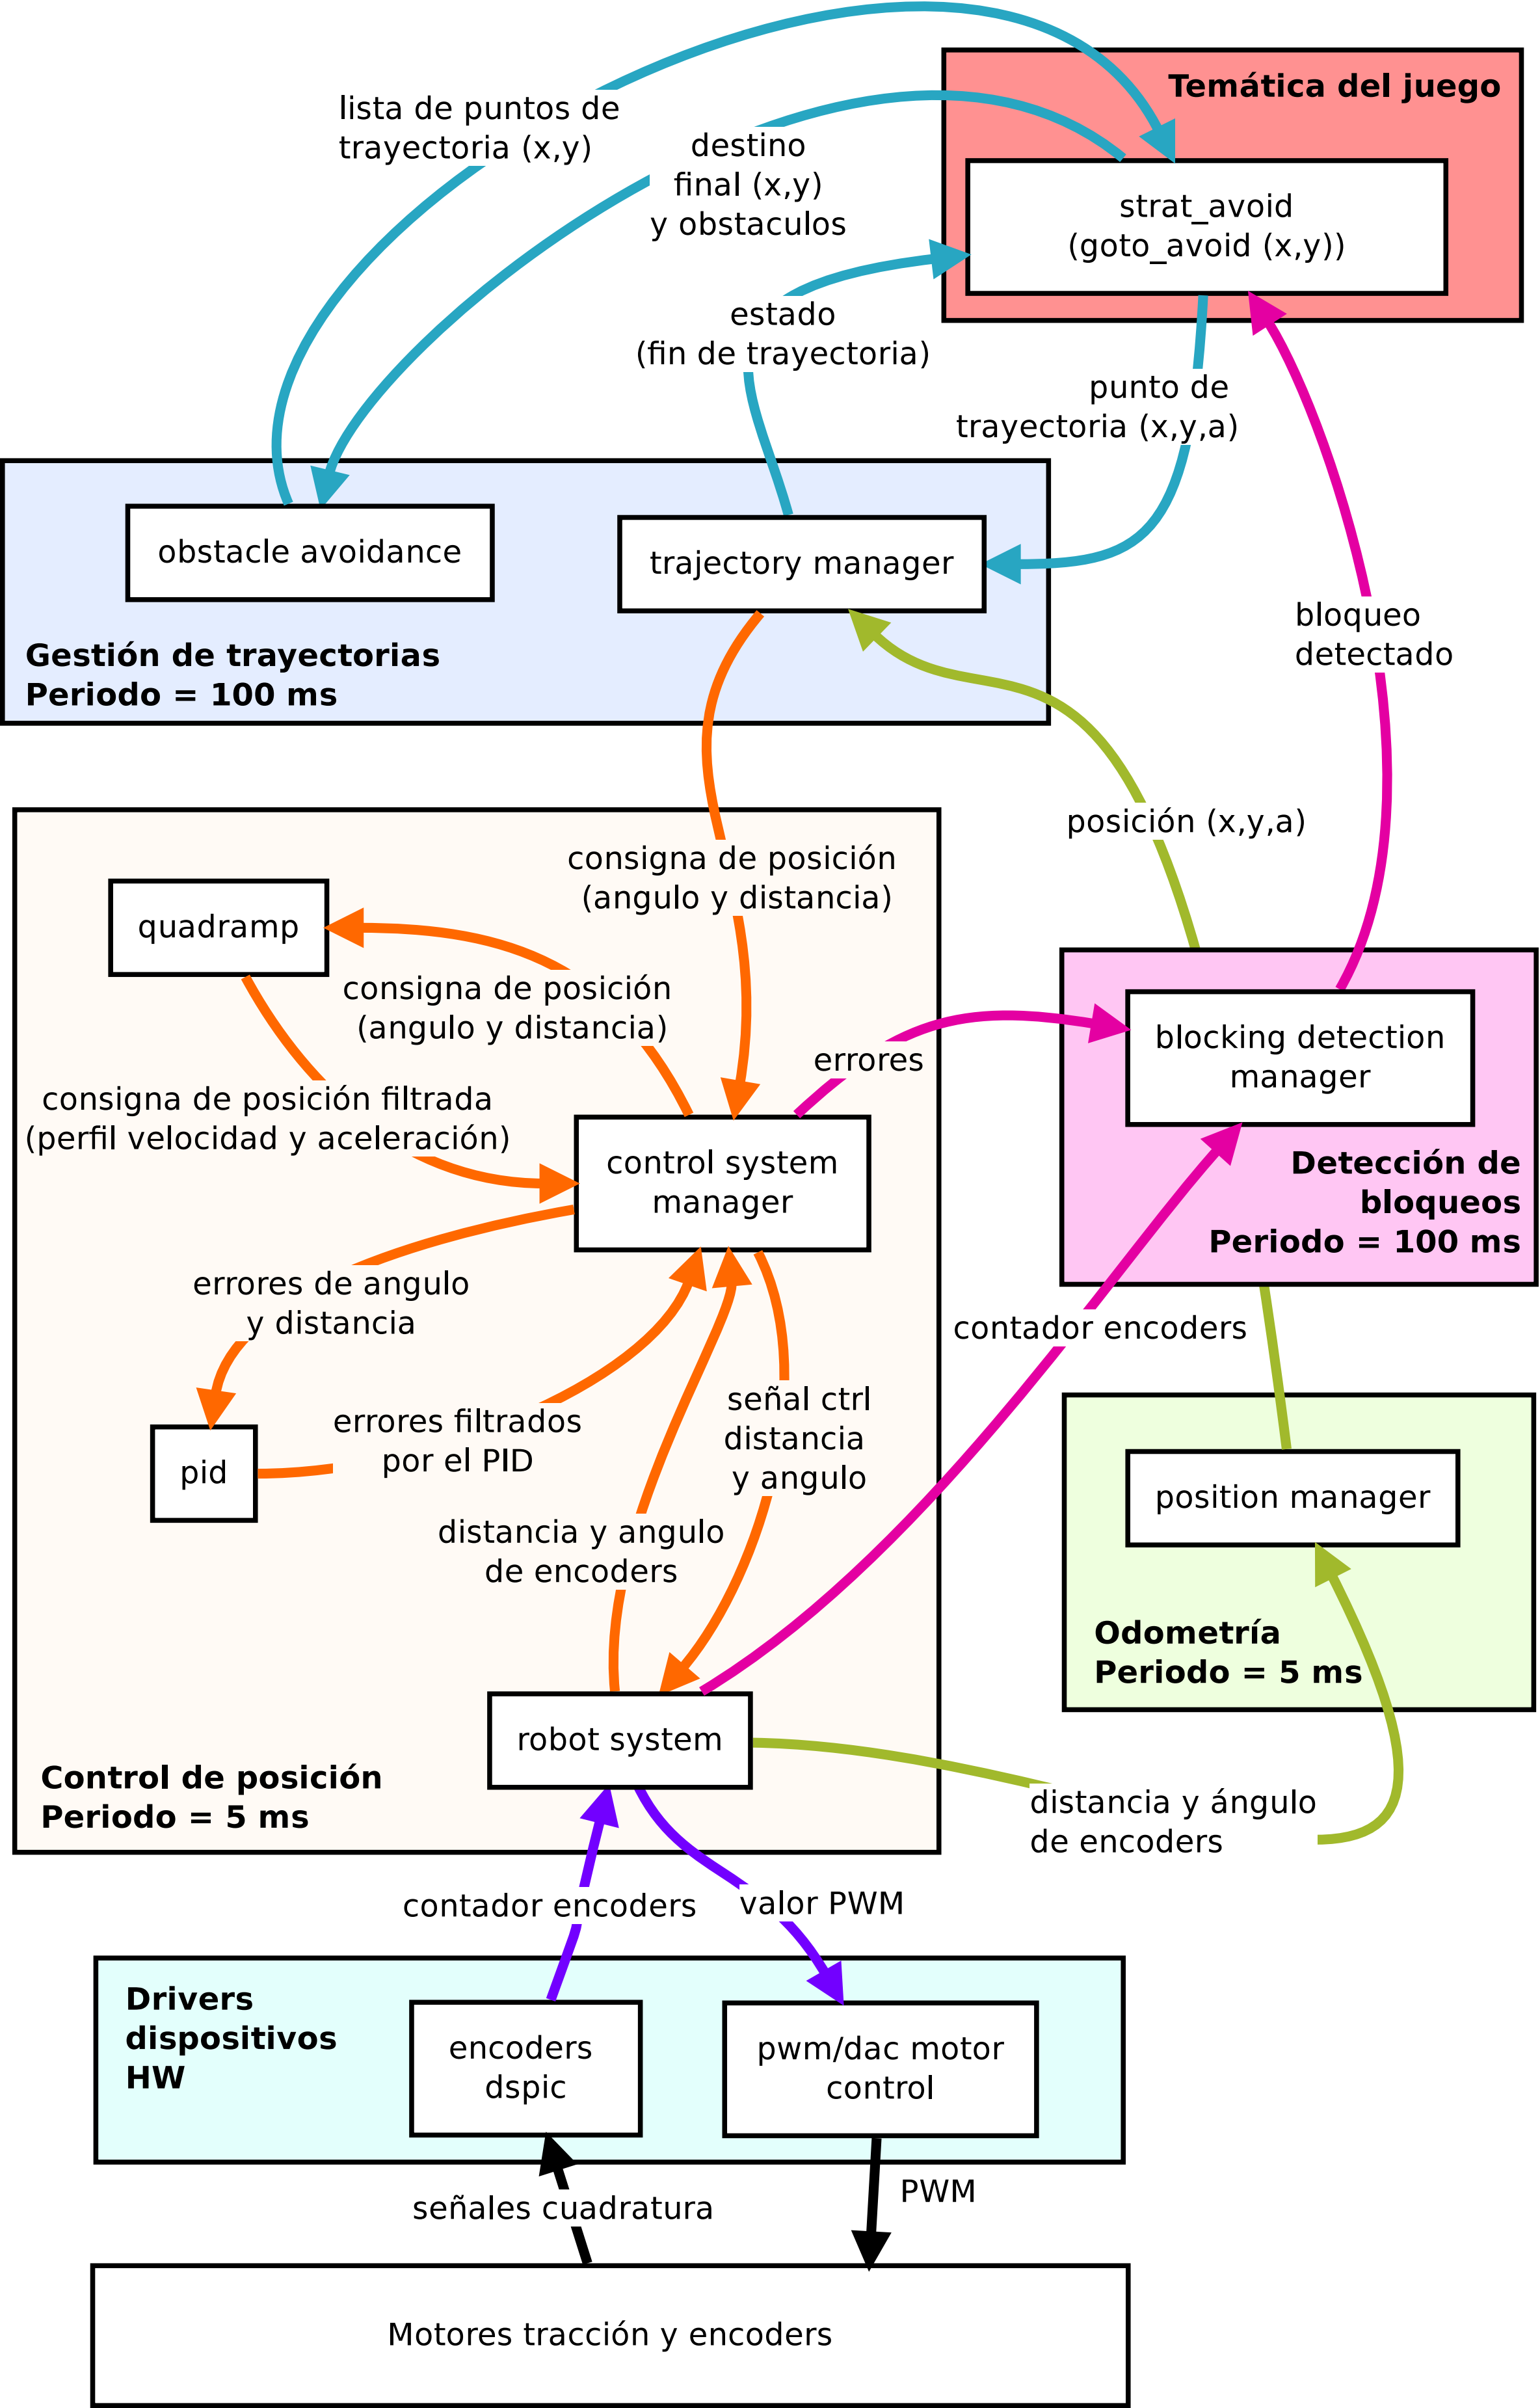 Temática del juego
lista de puntos de
trayectoria (x,y)
destino
final (x,y)
y obstaculos
strat_avoid
(goto_avoid (x,y))
estado
(fin de trayectoria)
punto de
trayectoria (x,y,a)
obstacle avoidance
trajectory manager
Gestión de trayectorias
Periodo = 100 ms
bloqueo
detectado
posición (x,y,a)
consigna de posición
(angulo y distancia)
quadramp
consigna de posición
(angulo y distancia)
errores
blocking detection
manager
consigna de posición filtrada
(perfil velocidad y aceleración)
control system
manager
Detección de
bloqueos
Periodo = 100 ms
errores de angulo
y distancia
contador encoders
señal ctrl
distancia
y angulo
errores filtrados
por el PID
pid
position manager
distancia y angulo
de encoders
Odometría
Periodo = 5 ms
robot system
Control de posición
Periodo = 5 ms
distancia y ángulo
de encoders
contador encoders
valor PWM
Drivers
dispositivos
HW
encoders
dspic
pwm/dac motor
control
PWM
señales cuadratura
Motores tracción y encoders